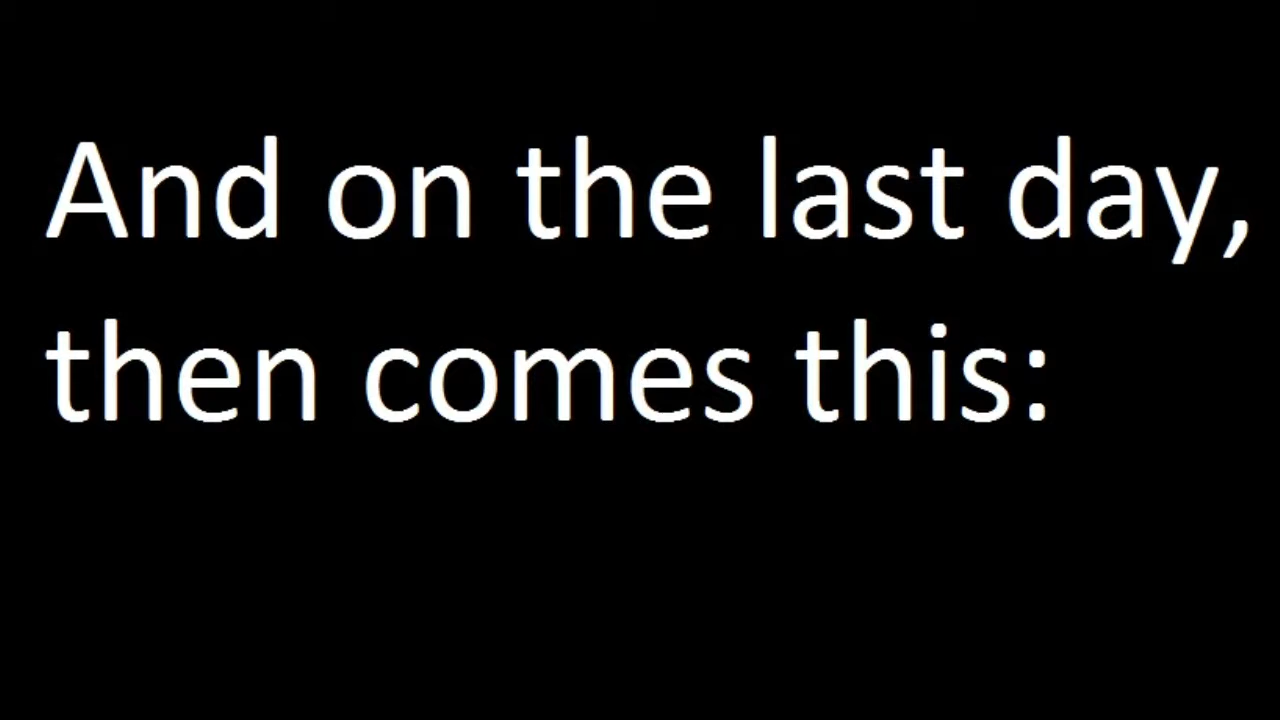 And on the last day,
then comes this: